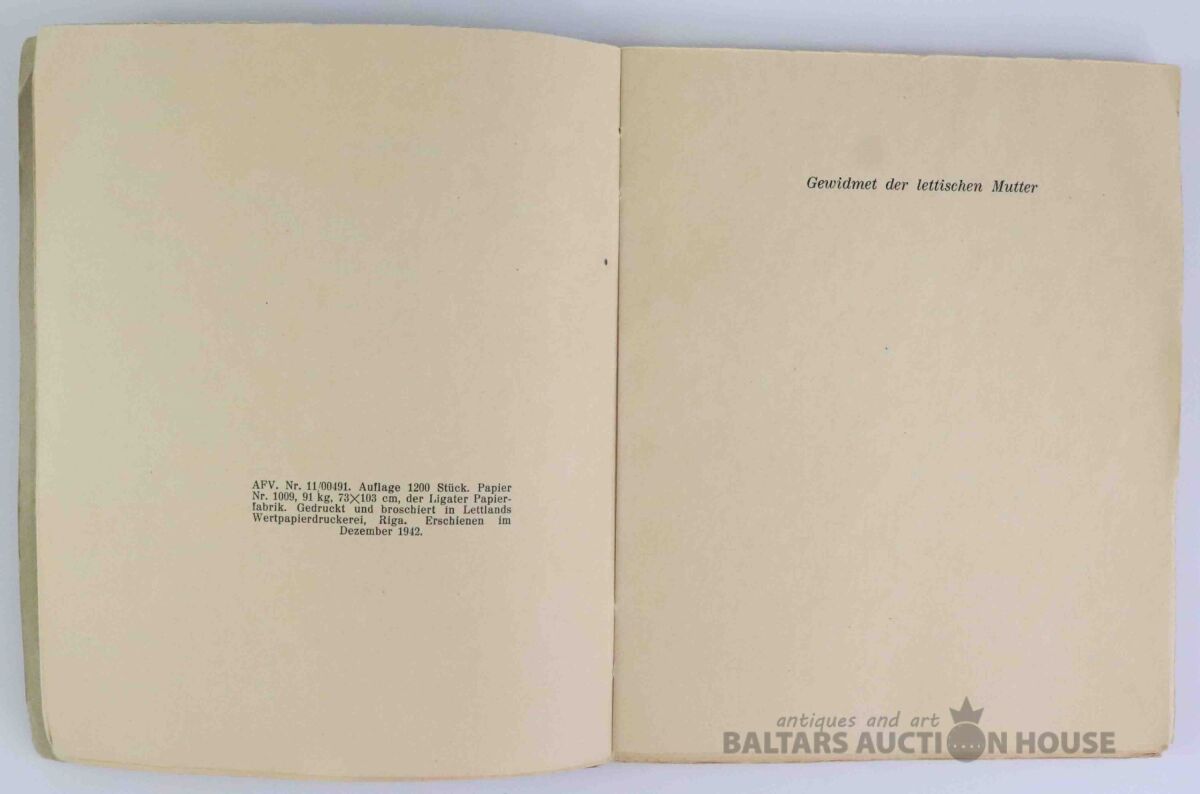 AFV. Nr. 11/00491. Auflage 1200 Stück. Papier
Nr. 1009, 91 kg, 73×103 cm, der Ligater Papier-
fabrik. Gedruckt und broschiert in Lettlands
Wertpapierdruckerei, Riga. Erschienen im
Dezember 1942.
Gewidmet der lettischen Mutter
antiques and art
BALTARS AUCTION HOUSE